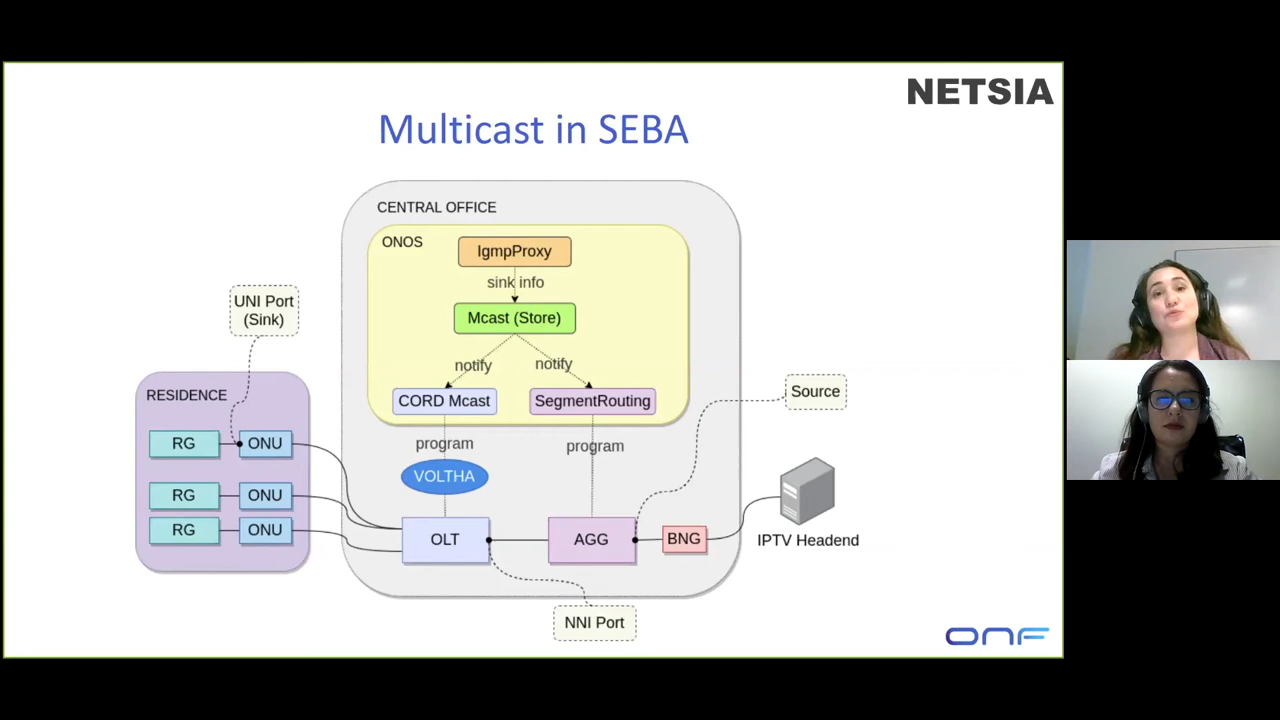 NETSIA
Multicast in SEBA
CENTRAL OFFICE
ONOS
IgmpProxy
sink info
Mcast (Store)
notify
notify
CORD Mcast
SegmentRouting
program
program
VOLTHA
UNI Port
(Sink)
RESIDENCE
RG
ONU
RG
ONU
RG
ONU
OLT
AGG
BNG
Source
IPTV Headend
NNI Port
ONF